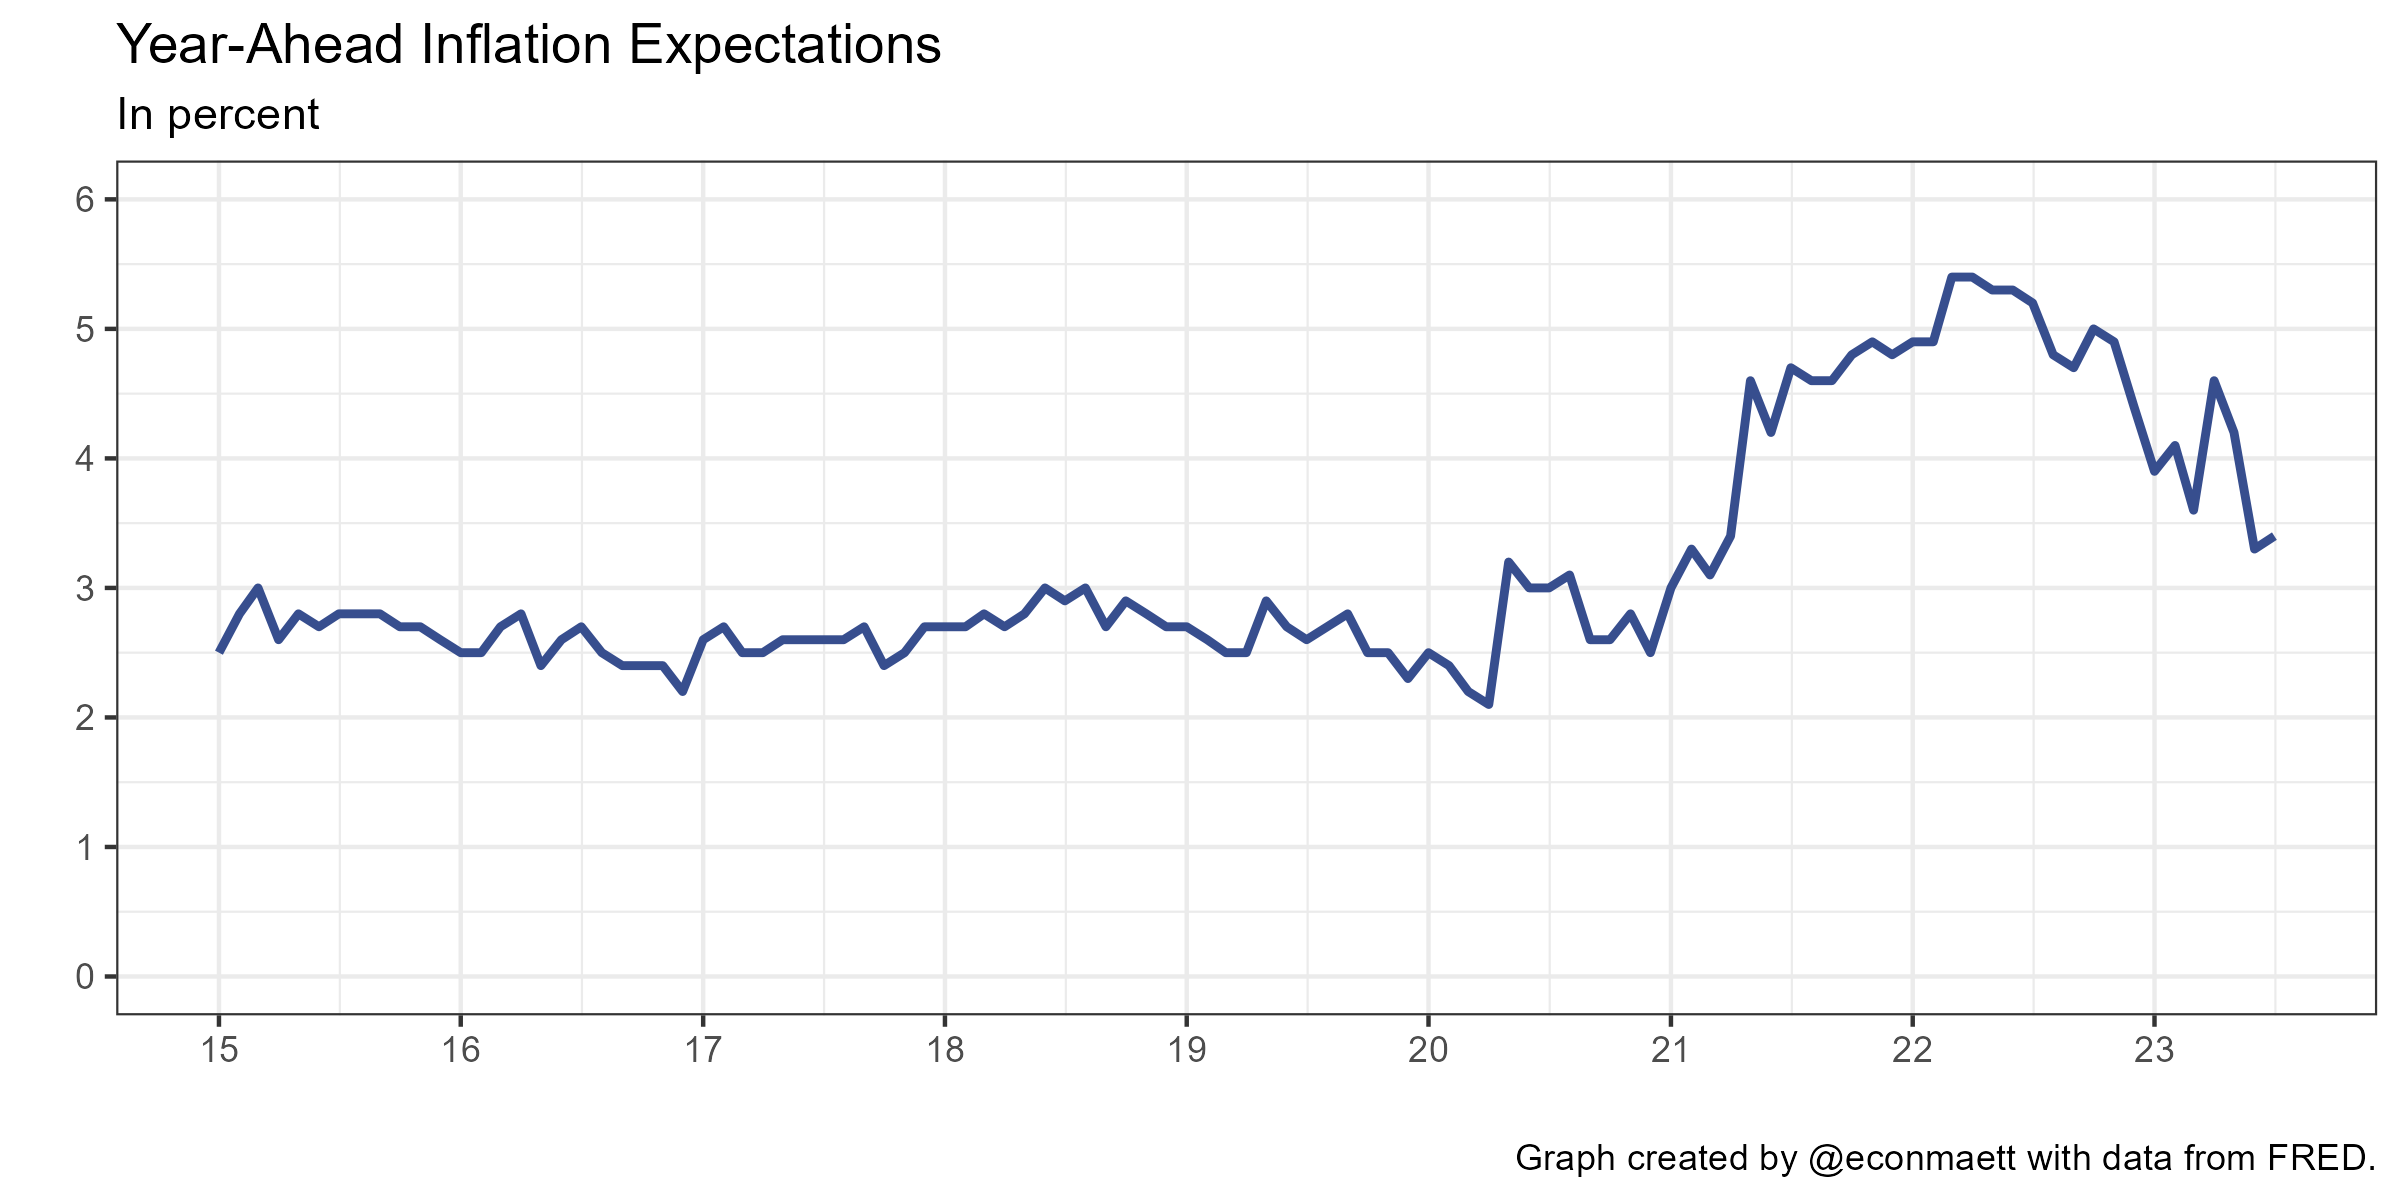 Year-Ahead Inflation Expectations
In percent
6
5
4
3
2
1
0
15 16 17 18 19 20 21 22 23
Graph created by @econmaett with data from FRED.